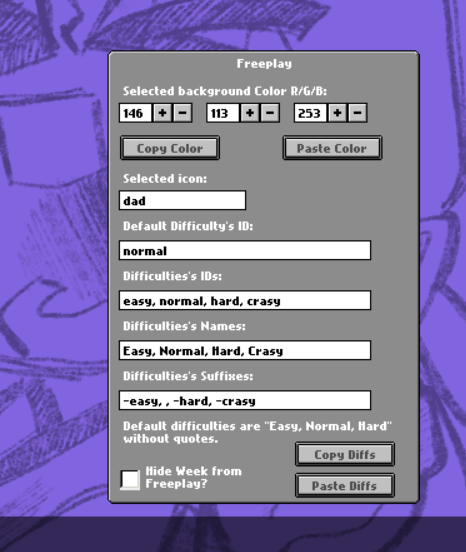 Freeplay
Selected background Color R/G/B:
146 + - 113 + - 253 + -
Copy Color Paste Color
Selected icon:
dad
Default Difficulty's ID:
normal
Difficulties's IDs:
easy, normal, hard, crasy
Difficulties's Names:
Easy, Normal, Hard, Crasy
Difficulties's Suffixes:
-easy, , -hard, -crasy
Default difficulties are "Easy, Normal, Hard"
without quotes.
Copy Diffs
Hide Week from
Freeplay?
Paste Diffs